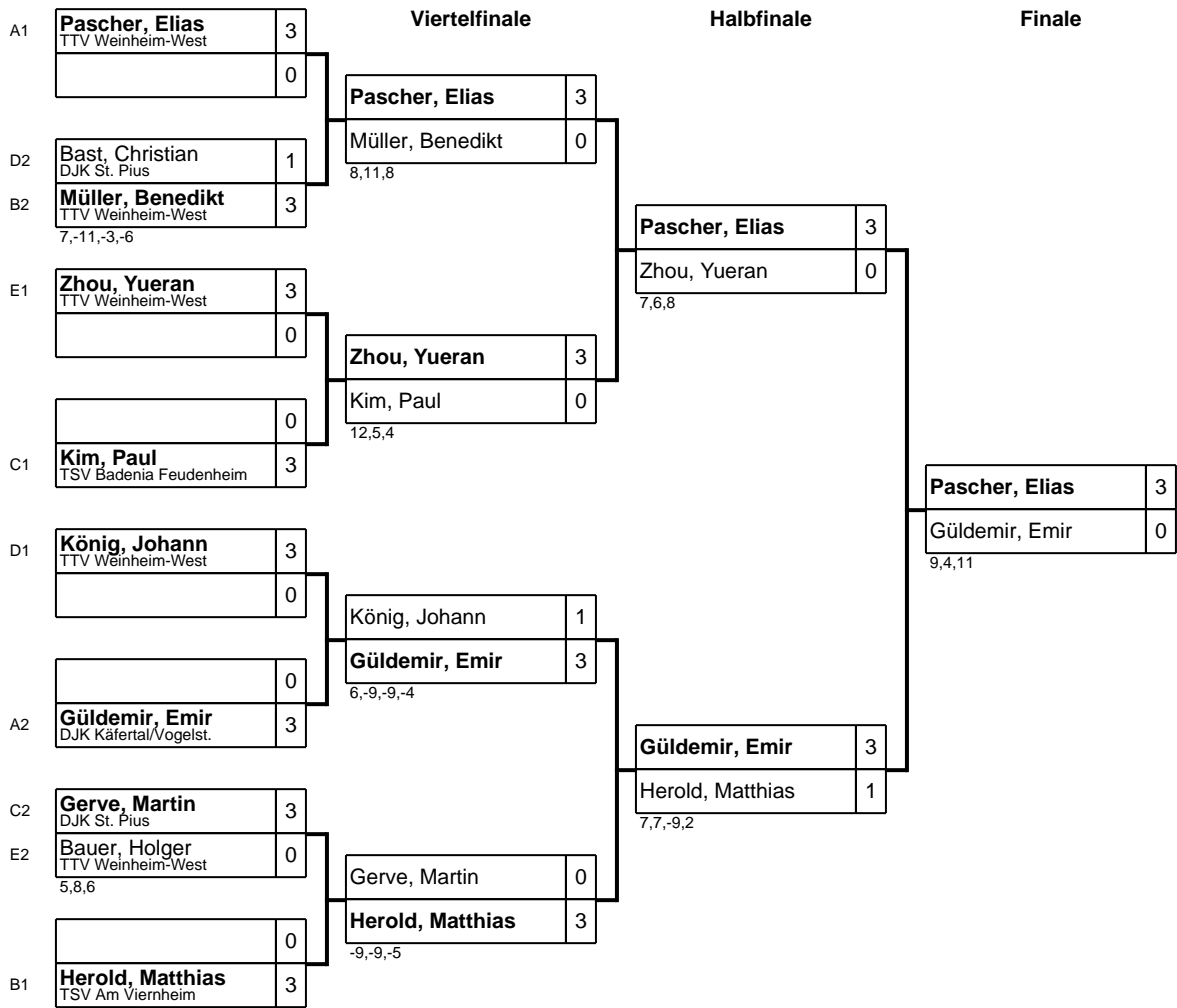 Viertelfinale
Halbfinale
Finale
A1
Pascher, Elias
TTV Weinheim-West
3
0
D2
Bast, Christian
DJK St. Pius
1
B2
Müller, Benedikt
TTV Weinheim-West
3
7,-11,-3,-6
E1
Zhou, Yueran
TTV Weinheim-West
3
0
0
C1
Kim, Paul
TSV Badenia Feudenheim
3
D1
König, Johann
TTV Weinheim-West
3
0
0
A2
Güldemir, Emir
DJK Käfertal/Vogelst.
3
C2
Gerve, Martin
DJK St. Pius
3
E2
Bauer, Holger
TTV Weinheim-West
0
5,8,6
0
B1
Herold, Matthias
TSV Am Viernheim
3
Pascher, Elias 3
Müller, Benedikt 0
8,11,8
Zhou, Yueran 3
Kim, Paul 0
12,5,4
König, Johann 1
Güldemir, Emir 3
6,-9,-9,-4
Gerve, Martin 0
Herold, Matthias 3
-9,-9,-5
Pascher, Elias 3
Zhou, Yueran 0
7,6,8
Güldemir, Emir 3
Herold, Matthias 1
7,7,-9,2
Pascher, Elias 3
Güldemir, Emir 0
9,4,11